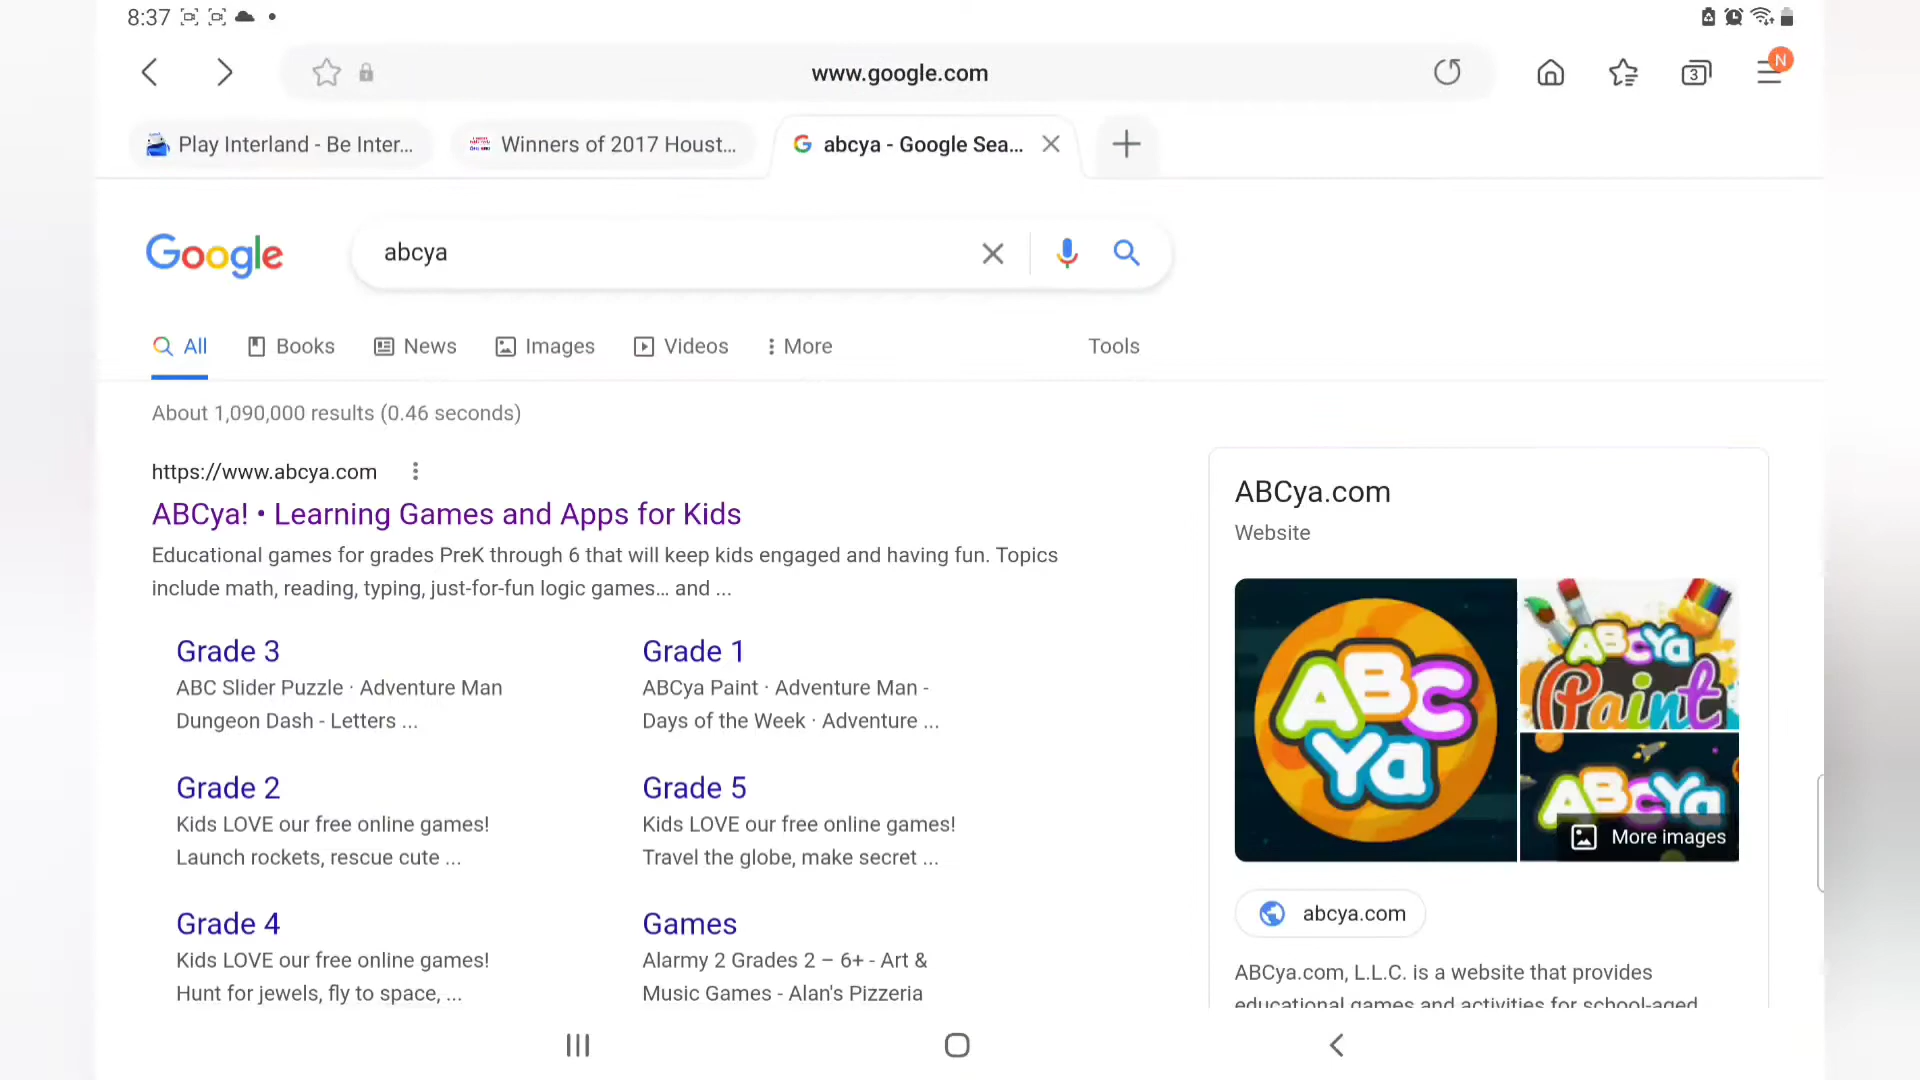 8:37
www.google.com
3
N
Play Interland - Be Inter...
Winners of 2017 Houst...
abcya - Google Sea...
Google
abcya
All
Books
News
Images
Videos
More
Tools
About 1,090,000 results (0.46 seconds)
https://www.abcya.com
ABCya! • Learning Games and Apps for Kids
Educational games for grades PreK through 6 that will keep kids engaged and having fun. Topics
include math, reading, typing, just-for-fun logic games... and ...
Grade 3
ABC Slider Puzzle · Adventure Man
Dungeon Dash - Letters ...
Grade 1
ABCya Paint · Adventure Man -
Days of the Week · Adventure ...
Grade 2
Kids LOVE our free online games!
Launch rockets, rescue cute ...
Grade 5
Kids LOVE our free online games!
Travel the globe, make secret ...
Grade 4
Kids LOVE our free online games!
Hunt for jewels, fly to space, ...
Games
Alarmy 2 Grades 2 – 6+ - Art &
Music Games - Alan's Pizzeria
ABCya.com
Website
ABC
Ya
ABCYa
Paint
ABCYa
More images
abcya.com
ABCya.com, L.L.C. is a website that provides
educational games and activities for school-aged